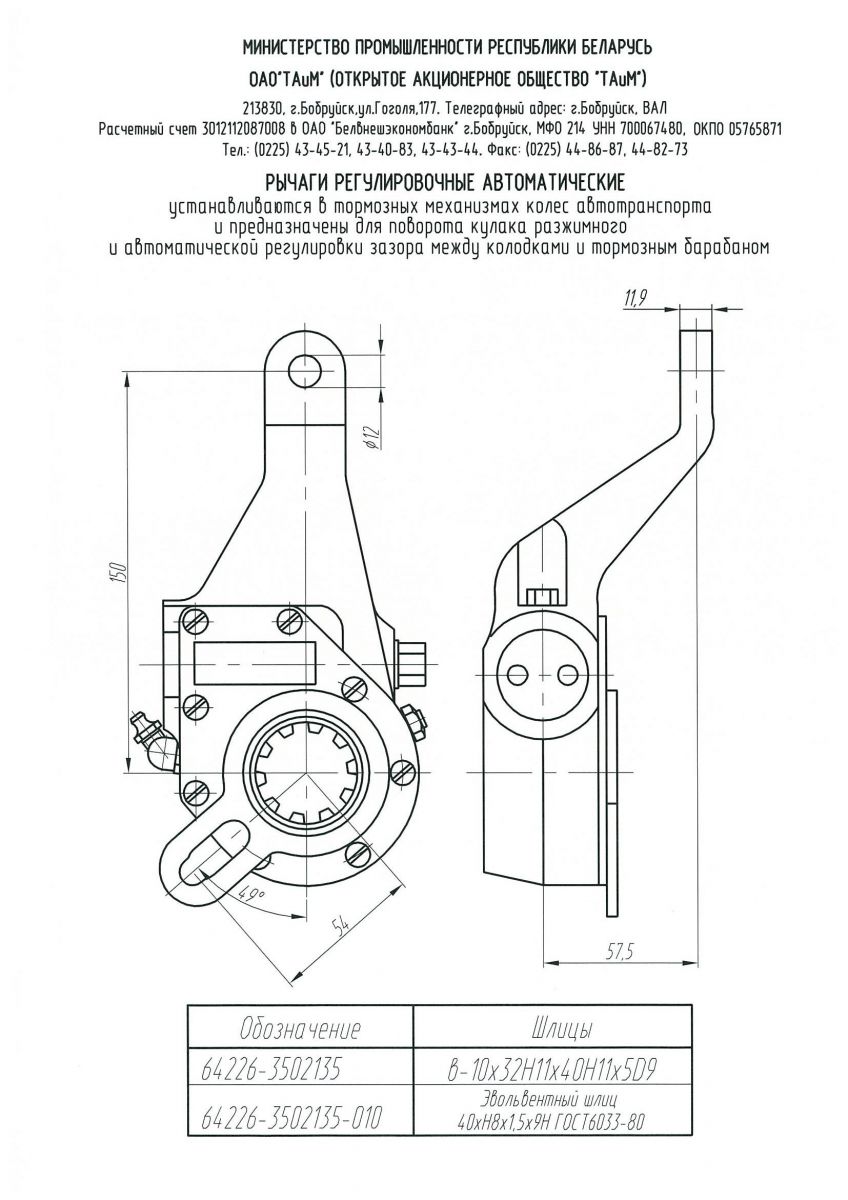 МИНИСТЕРСТВО ПРОМЫШЛЕННОСТИ РЕСПУБЛИКИ БЕЛАРУСЬ
ОАО"ТАиМ" (ОТКРЫТОЕ АКЦИОНЕРНОЕ ОБЩЕСТВО "ТАиМ")
213830, г.Бобруйск,ул.Гоголя,177. Телеграфный адрес: г.Бобруйск, ВАЛ
Расчетный счет 3012112087008 в ОАО "Белвнешэкономбанк" г.Бобруйск, МФО 214 УНН 700067480, ОКПО 05765871
Тел.: (0225) 43-45-21, 43-40-83, 43-43-44. Факс: (0225) 44-86-87, 44-82-73
РЫЧАГИ РЕГУЛИРОВОЧНЫЕ АВТОМАТИЧЕСКИЕ
устанавливаются в тормозных механизмах колес автотранспорта
и предназначены для поворота кулака разжимного
и автоматической регулировки зазора между колодками и тормозным барабаном
11,9
ø12
150
49°
54
57,5
Обозначение Шлицы
64226-3502135 в-10х32Н11х40Н11х5D9
64226-3502135-010 Эвольвентный шлиц
40хН8х1,5х9Н ГОСТ6033-80